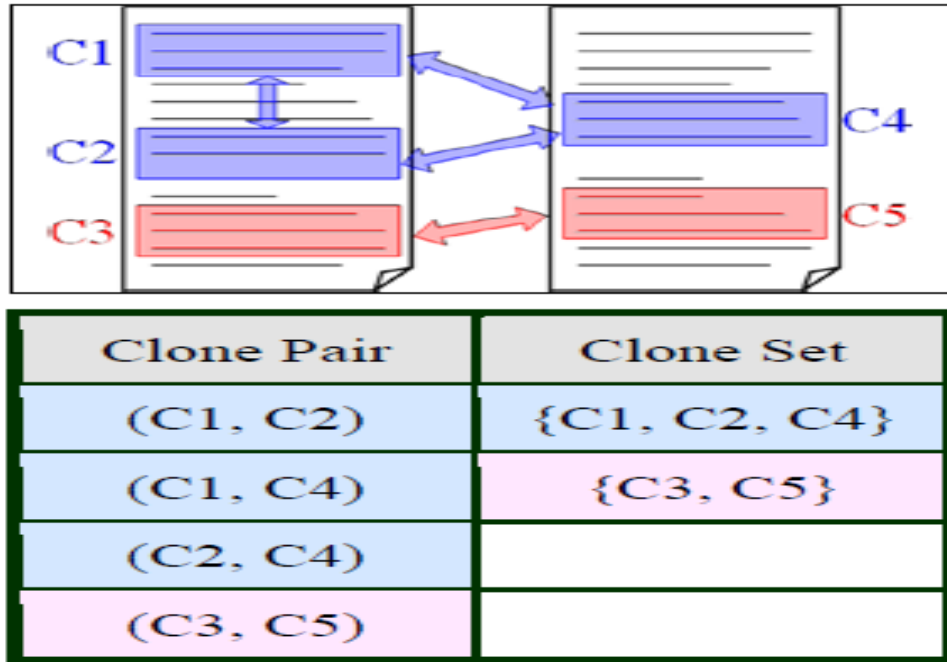 C1
C4
C2
C3
C5
Clone Pair Clone Set
(C1, C2) {C1, C2, C4}
(C1, C4) {C3, C5}
(C2, C4)
(C3, C5)